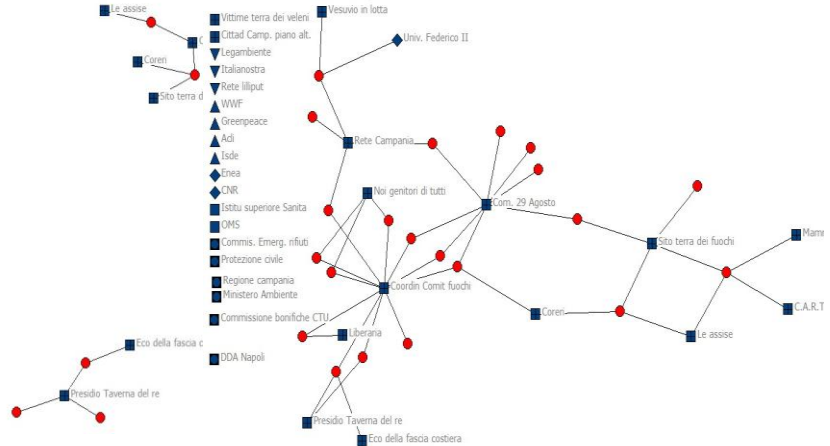 Le assise
C
Coreri
Sito terra d
Eco della fascia c
Presidio Taverna del re
Vittime terra dei veleni
Cittad Camp. piano alt.
Legambiente
Italianostra
Rete lilliput
WWF
Greenpeace
Adi
Isde
Enea
CNR
Istitu superiore Sanita
OMS
Commis. Emerg. rifiuti
Protezione civile
Regione campania
Ministero Ambiente
Commissione bonifiche CTU
DDA Napoli
Vesuvio in lotta
Univ. Federico II
Rete Campania
Noi genitori di tutti
Com. 29 Agosto
Sito terra dei fuochi
Mamm
Coordin Comit fuochi
Coreri
C.A.R.T
Liberaria
Le assise
Presidio Taverna del re
Eco della fascia costiera